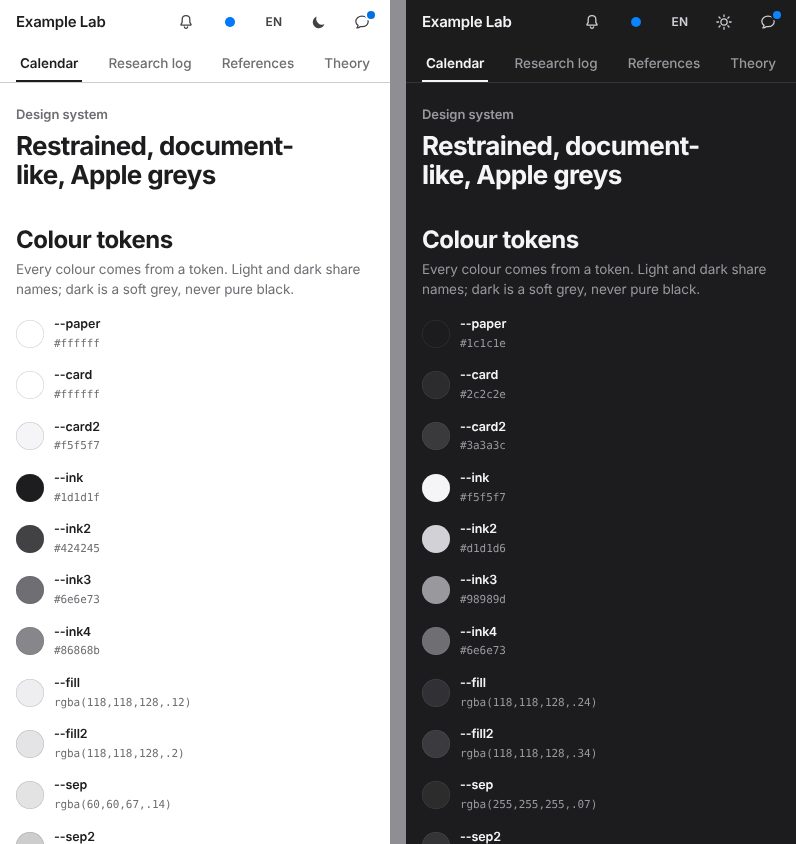 Example Lab
EN
Calendar
Research log
References
Theory
Design system
Restrained, document-
like, Apple greys
Colour tokens
Every colour comes from a token. Light and dark share
names; dark is a soft grey, never pure black.
--paper
#ffffff
--card
#ffffff
--card2
#f5f5f7
--ink
#1d1d1f
--ink2
#424245
--ink3
#6e6e73
--ink4
#86868b
--fill
rgba(118,118,128,.12)
--fill2
rgba(118,118,128,.2)
--sep
rgba(60,60,67,.14)
--sep2
Example Lab
EN
Calendar
Research log
References
Theory
Design system
Restrained, document-
like, Apple greys
Colour tokens
Every colour comes from a token. Light and dark share
names; dark is a soft grey, never pure black.
--paper
#1c1c1e
--card
#2c2c2e
--card2
#3a3a3c
--ink
#f5f5f7
--ink2
#d1d1d6
--ink3
#98989d
--ink4
#6e6e73
--fill
rgba(118,118,128,.24)
--fill2
rgba(118,118,128,.34)
--sep
rgba(255,255,255,.07)
--sep2